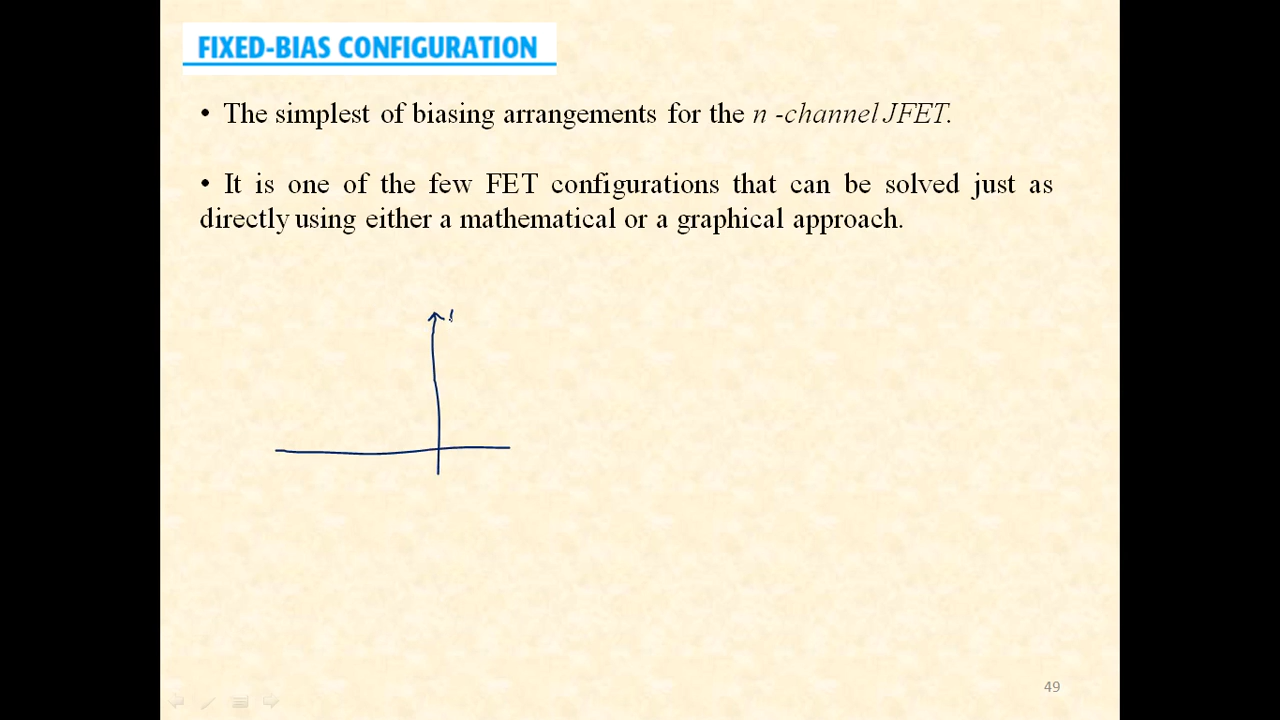 FIXED-BIAS CONFIGURATION
• The simplest of biasing arrangements for the n -channel JFET.
• It is one of the few FET configurations that can be solved just as
directly using either a mathematical or a graphical approach.
49